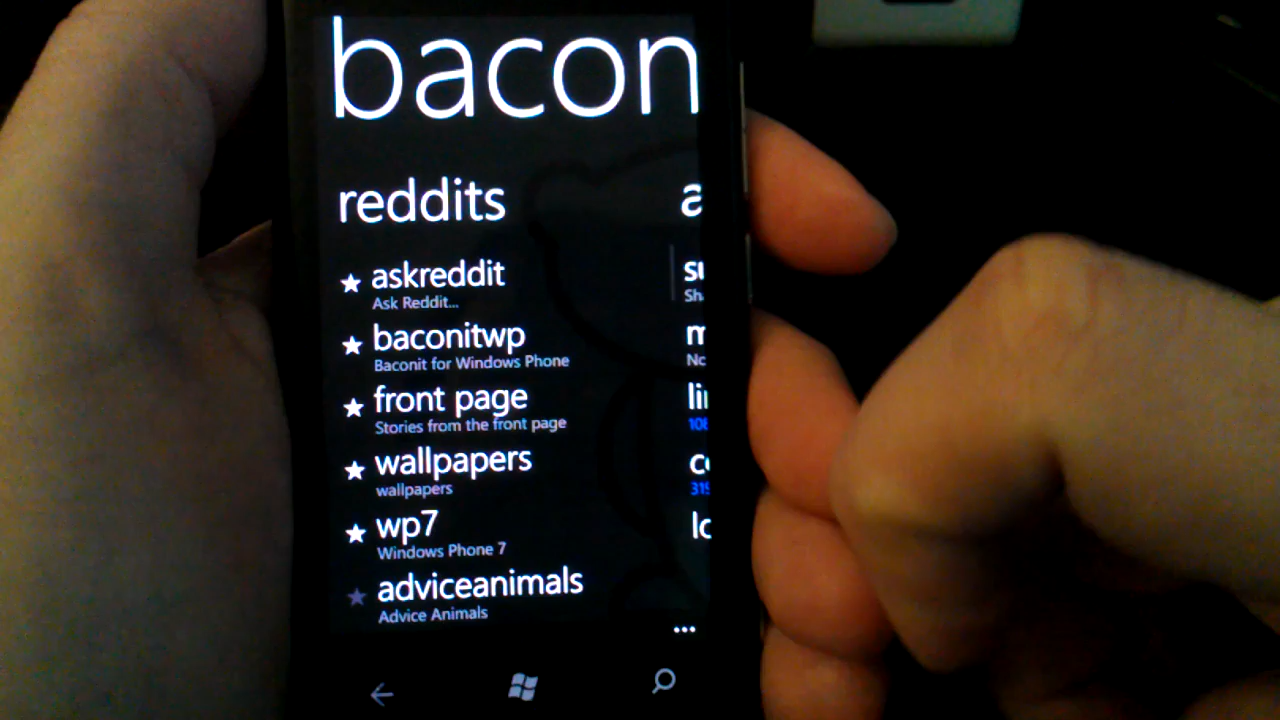 bacon
reddits
askreddit
Ask Reddit...
baconitwp
Baconit for Windows Phone
front page
Stories from the front page
wallpapers
wallpapers
wp7
Windows Phone 7
adviceanimals
Advice Animals